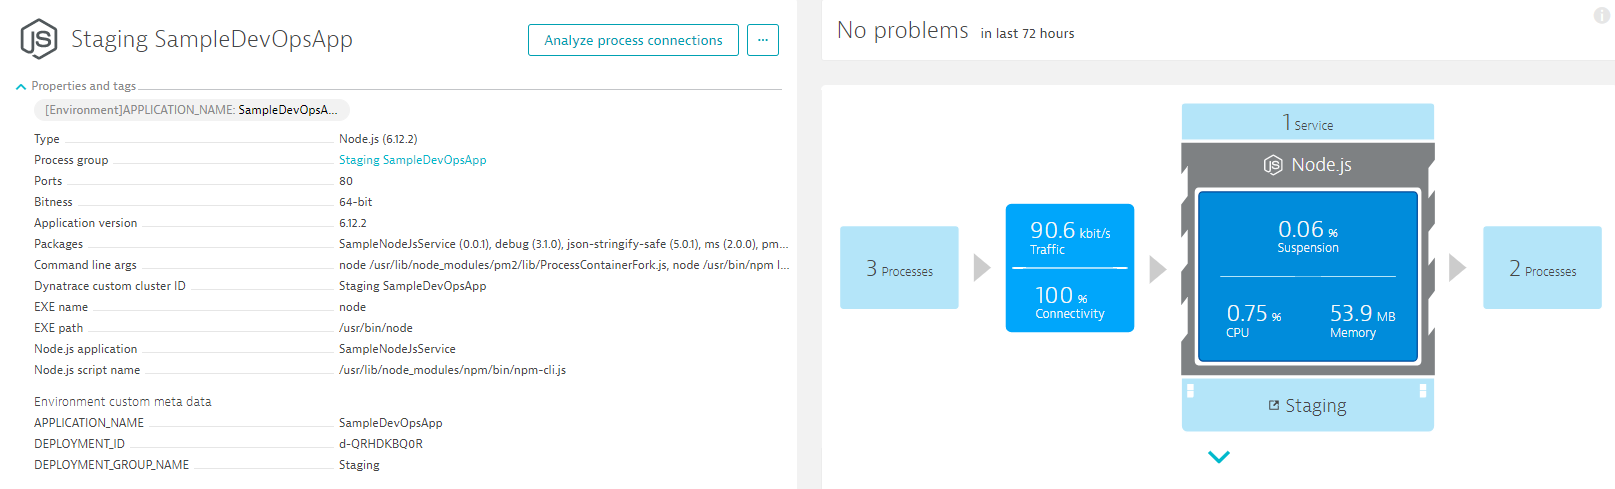 JS
Staging SampleDevOpsApp
Analyze process connections
...
Properties and tags
[Environment]APPLICATION_NAME: SampleDevOpsA...
Type Node.js (6.12.2)
Process group Staging SampleDevOpsApp
Ports 80
Bitness 64-bit
Application version 6.12.2
Packages SampleNodeJsService (0.0.1), debug (3.1.0), json-stringify-safe (5.0.1), ms (2.0.0), pm...
Command line args node /usr/lib/node_modules/pm2/lib/ProcessContainerFork.js, node /usr/bin/npm l...
Dynatrace custom cluster ID Staging SampleDevOpsApp
EXE name node
EXE path /usr/bin/node
Node.js application SampleNodeJsService
Node.js script name /usr/lib/node_modules/npm/bin/npm-cli.js
Environment custom meta data
APPLICATION_NAME SampleDevOpsApp
DEPLOYMENT_ID d-QRHDKBQ0R
DEPLOYMENT_GROUP_NAME Staging
No problems in last 72 hours
i
3 Processes
90.6 kbit/s
Traffic
100 %
Connectivity
1 Service
JS Node.js
0.06 %
Suspension
0.75 %
CPU
53.9 MB
Memory
Staging
2 Processes